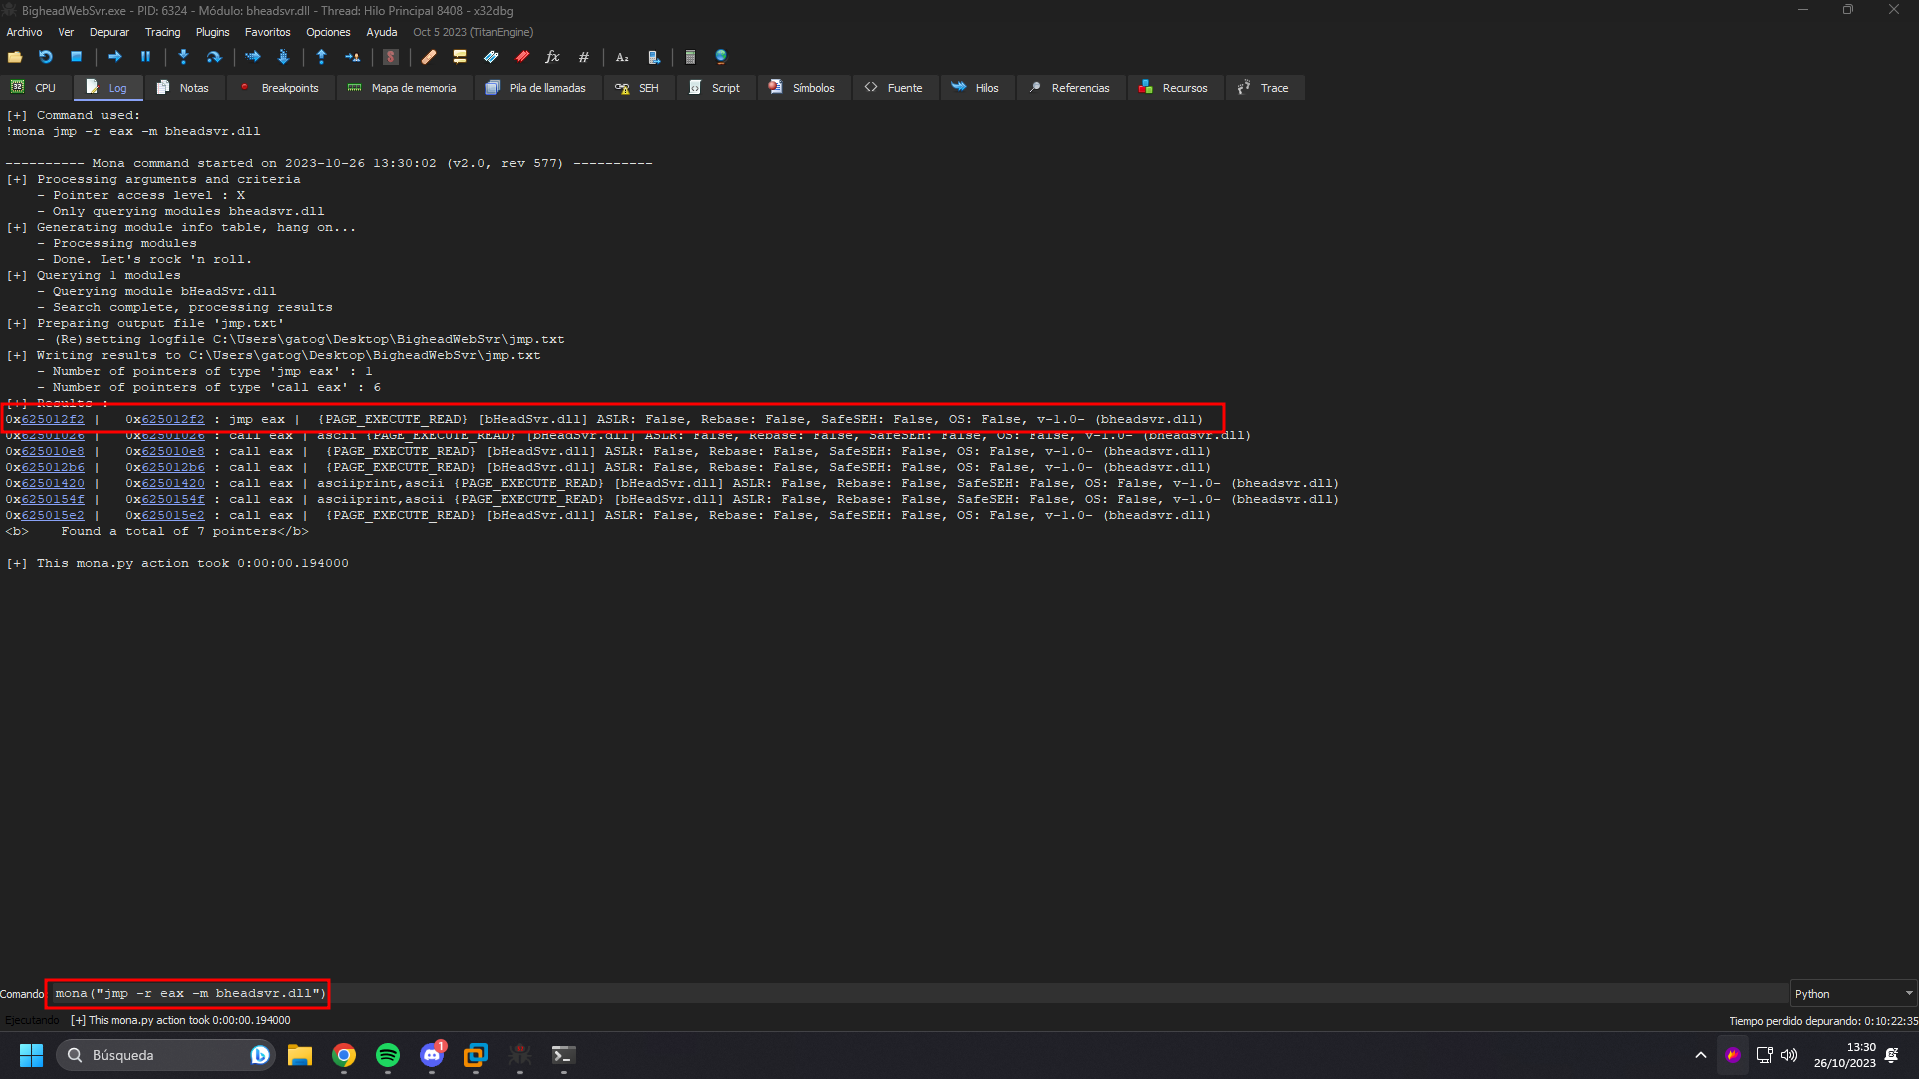 BigheadWebSvr.exe - PID: 6324 - Módulo: bheadsvr.dll - Thread: Hilo Principal 8408 - x32dbg
Archivo Ver Depurar Tracing Plugins Favoritos Opciones Ayuda Oct 5 2023 (TitanEngine)
CPU Log Notas Breakpoints Mapa de memoria Pila de llamadas SEH Script Símbolos Fuente Hilos Referencias Recursos Trace
[+] Command used:
!mona jmp -r eax -m bheadsvr.dll
---------- Mona command started on 2023-10-26 13:30:02 (v2.0, rev 577) ----------
[+] Processing arguments and criteria
- Pointer access level : X
- Only querying modules bheadsvr.dll
[+] Generating module info table, hang on...
- Processing modules
- Done. Let's rock 'n roll.
[+] Querying 1 modules
- Querying module bHeadSvr.dll
- Search complete, processing results
[+] Preparing output file 'jmp.txt'
- (Re)setting logfile C:\Users\gatog\Desktop\BigheadWebSvr\jmp.txt
[+] Writing results to C:\Users\gatog\Desktop\BigheadWebSvr\jmp.txt
- Number of pointers of type 'jmp eax' : 1
- Number of pointers of type 'call eax' : 6
[+] Results :
0x625012f2 | 0x625012f2 : jmp eax | {PAGE_EXECUTE_READ} [bHeadSvr.dll] ASLR: False, Rebase: False, SafeSEH: False, OS: False, v-1.0- (bheadsvr.dll)
0x62501026 | 0x62501026 : call eax | ascii {PAGE_EXECUTE_READ} [bHeadSvr.dll] ASLR: False, Rebase: False, SafeSEH: False, OS: False, v-1.0- (bheadsvr.dll)
0x625010e8 | 0x625010e8 : call eax | {PAGE_EXECUTE_READ} [bHeadSvr.dll] ASLR: False, Rebase: False, SafeSEH: False, OS: False, v-1.0- (bheadsvr.dll)
0x625012b6 | 0x625012b6 : call eax | {PAGE_EXECUTE_READ} [bHeadSvr.dll] ASLR: False, Rebase: False, SafeSEH: False, OS: False, v-1.0- (bheadsvr.dll)
0x62501420 | 0x62501420 : call eax | asciiprint,ascii {PAGE_EXECUTE_READ} [bHeadSvr.dll] ASLR: False, Rebase: False, SafeSEH: False, OS: False, v-1.0- (bheadsvr.dll)
0x6250154f | 0x6250154f : call eax | asciiprint,ascii {PAGE_EXECUTE_READ} [bHeadSvr.dll] ASLR: False, Rebase: False, SafeSEH: False, OS: False, v-1.0- (bheadsvr.dll)
0x625015e2 | 0x625015e2 : call eax | {PAGE_EXECUTE_READ} [bHeadSvr.dll] ASLR: False, Rebase: False, SafeSEH: False, OS: False, v-1.0- (bheadsvr.dll)
<b> Found a total of 7 pointers</b>
[+] This mona.py action took 0:00:00.194000
Comando mona("jmp -r eax -m bheadsvr.dll") Python
Ejecutando [+] This mona.py action took 0:00:00.194000 Tiempo perdido depurando: 0:10:22:35
Búsqueda 1 13:30
26/10/2023